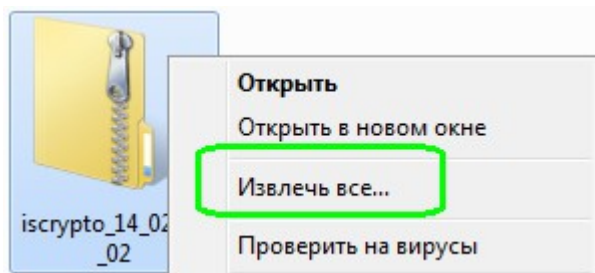 Открыть
Открыть в новом окне
Извлечь все...
Проверить на вирусы
iscrypto_14_02
_02